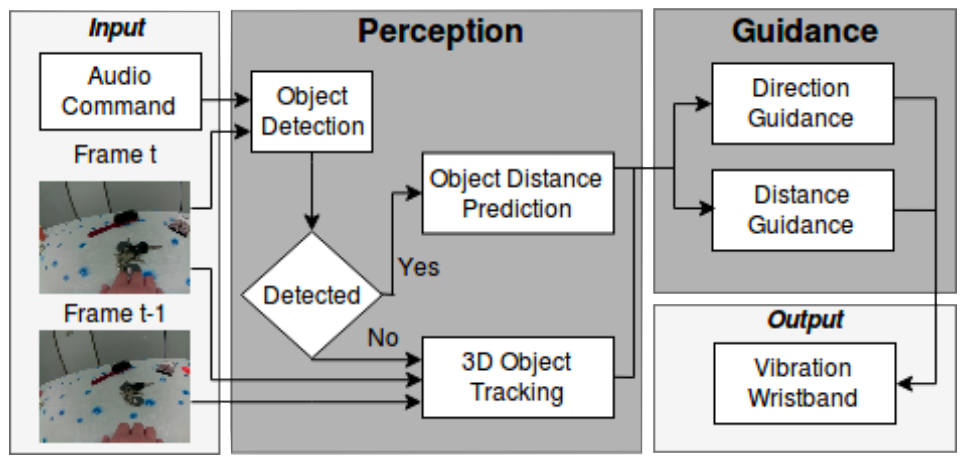 Input
Audio
Command
Frame t
Frame t-1
Perception
Object
Detection
Detected
Yes
No
Object Distance
Prediction
3D Object
Tracking
Guidance
Direction
Guidance
Distance
Guidance
Output
Vibration
Wristband